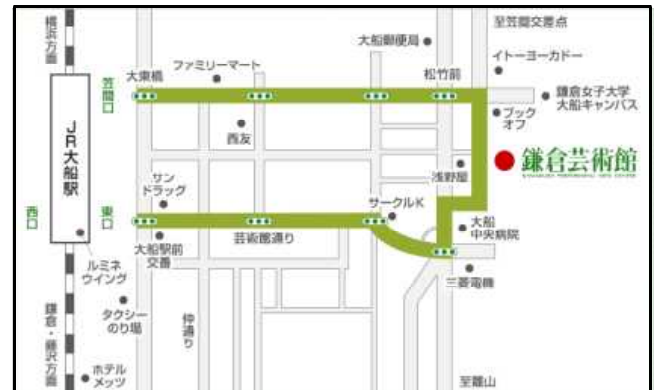 横浜方面
大船郵便局
至笠間交差点
イトーヨーカドー
ファミリーマート
大東橋
松竹前
笠間口
鎌倉女子大学
大船キャンパス
ブック
オフ
西友
JR大船駅
鎌倉芸術館
浅野屋
サン
ドラッグ
サークルK
西口
東口
大船
中央病院
芸術館通り
大船駅前
交番
ルミネ
ウイング
三菱電機
タクシー
のり場
仲通り
鎌倉・藤沢方面
ホテル
メッツ
至離山